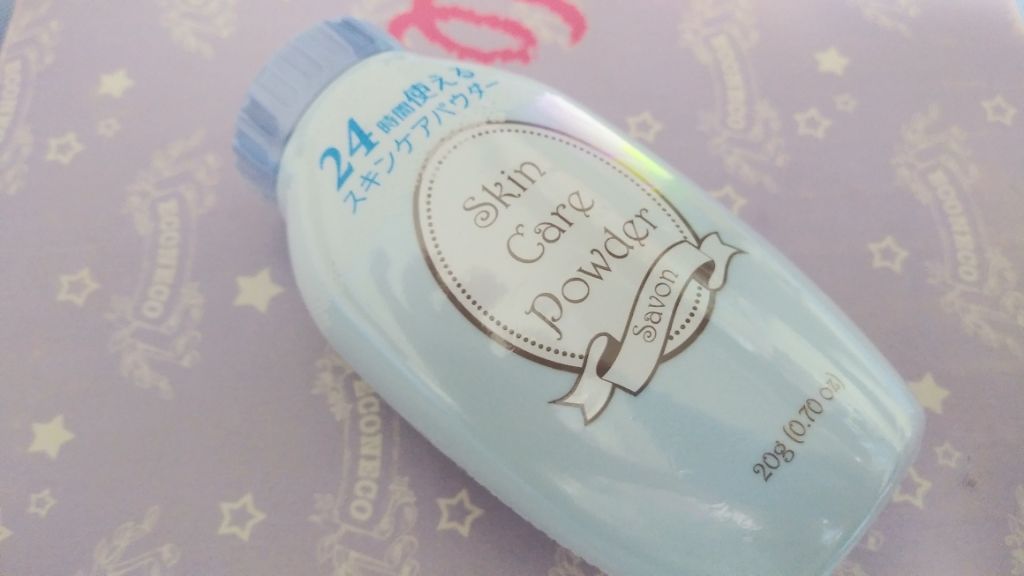 24時間使える
スキンケアパウダー
Skin
Care
Powder
Savon
20g (0.70 oz)